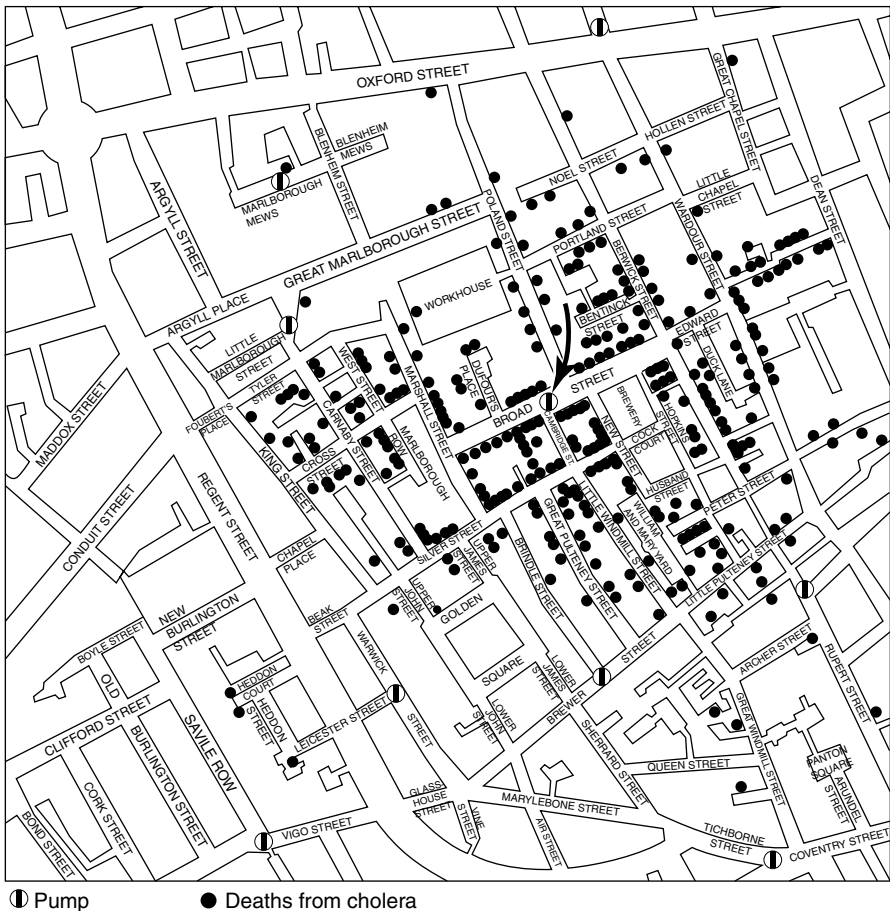 OXFORD STREET
GREAT CHAPEL STREET
HOLLEN STREET
BLENHEIM
MEWS
BLENHEIM STREET
NOEL STREET
MARLBOROUGH
MEWS
ARGYLL STREET
POLAND STREET
LITTLE
CHAPEL
STREET
DEAN STREET
GREAT MARLBOROUGH STREET
PORTLAND STREET
WARDOUR STREET
BERWICK STREET
WORKHOUSE
ARGYLL PLACE
BENTINCK
STREET
EDWARD
STREET
LITTLE
MARLBOROUGH
STREET
WEST STREET
DUFOUR'S
PLACE
DUCK LANE
TYLER
STREET
FOUBERT'S
PLACE
MARSHALL STREET
BROAD
STREET
BREWERY
HOPKINS
STREET
MADDOX STREET
CARNABY STREET
CAMBRIDGE ST.
NEW STREET
COCK
COURT
KING STREET
CROSS
STREET
MARLBOROUGH
ROW
REGENT STREET
HUSBAND
STREET
PETER STREET
CONDUIT STREET
SILVER STREET
GREAT PULTENEY STREET
LITTLE WINDMILL STREET
WILLIAM
AND MARY YARD
CHAPEL
PLACE
UPPER
JAMES
STREET
BRINDLE STREET
LITTLE PULTENEY STREET
UPPER
JOHN
STREET
BEAK
STREET
GOLDEN
SQUARE
NEW
BURLINGTON
STREET
BOYLE STREET
WARWICK
STREET
ARCHER STREET
RUPERT STREET
OLD
BURLINGTON STREET
HEDDON
COURT
HEDDON
STREET
LOWER
JAMES
STREET
BREWER
STREET
CLIFFORD STREET
SAVILE ROW
LEICESTER STREET
LOWER
JOHN
STREET
GREAT WINDMILL STREET
SHERRARD STREET
QUEEN STREET
PANTON
SQUARE
CORK STREET
GLASS
HOUSE
STREET
MARYLEBONE STREET
ARUNDEL
STREET
BOND STREET
VIGO STREET
VINE
STREET
AIR STREET
TICHBORNE
STREET
COVENTRY STREET
Pump
Deaths from cholera